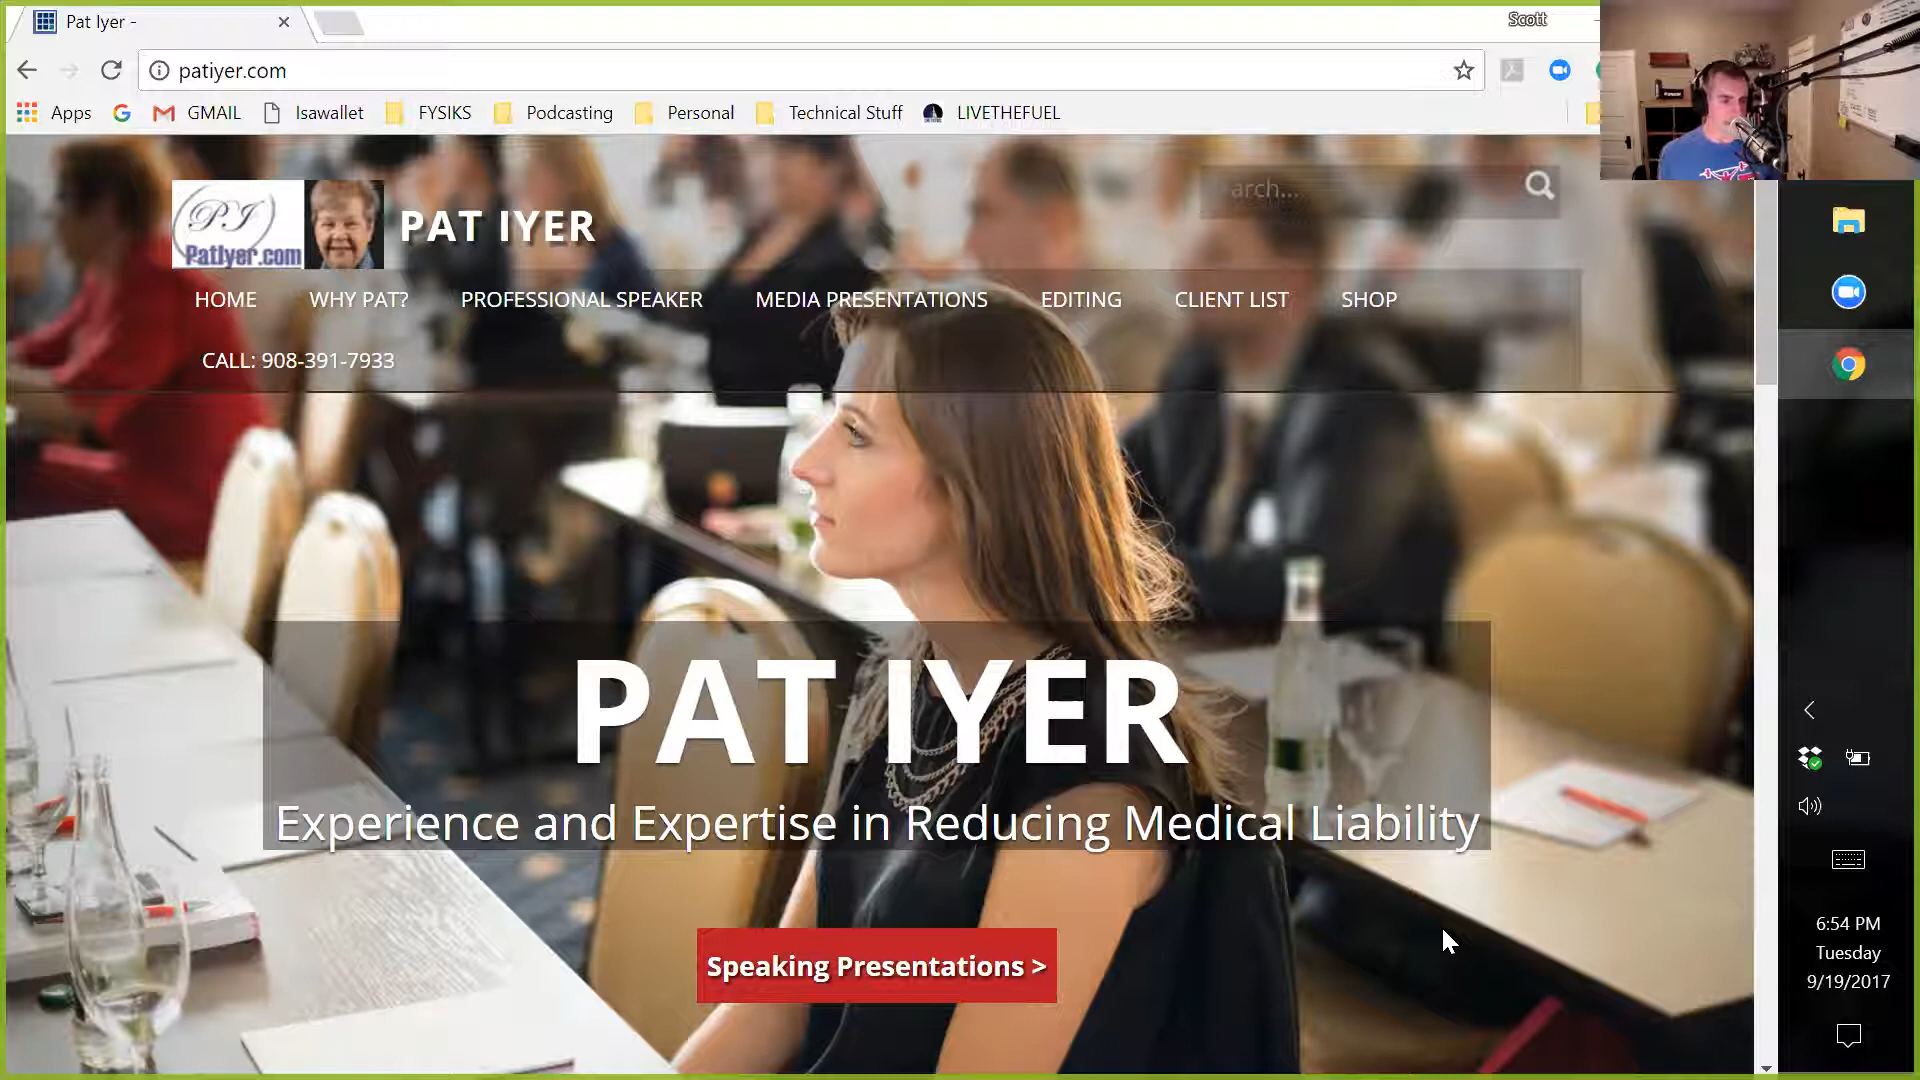 Pat Iyer -
Scott
patiyer.com
Apps
GMAIL
Isawallet
FYSIKS
Podcasting
Personal
Technical Stuff
LIVETHEFUEL
PI
PatIyer.com
PAT IYER
arch...
HOME
WHY PAT?
PROFESSIONAL SPEAKER
MEDIA PRESENTATIONS
EDITING
CLIENT LIST
SHOP
CALL: 908-391-7933
PAT IYER
Experience and Expertise in Reducing Medical Liability
Speaking Presentations >
6:54 PM
Tuesday
9/19/2017